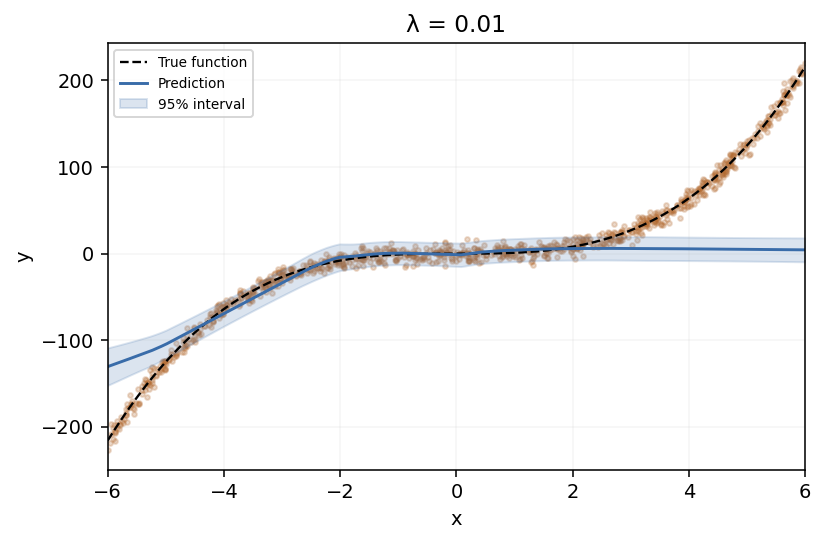 λ = 0.01
True function
Prediction
95% interval
200
100
0
−100
−200
y
−6 −4 −2 0 2 4 6
x